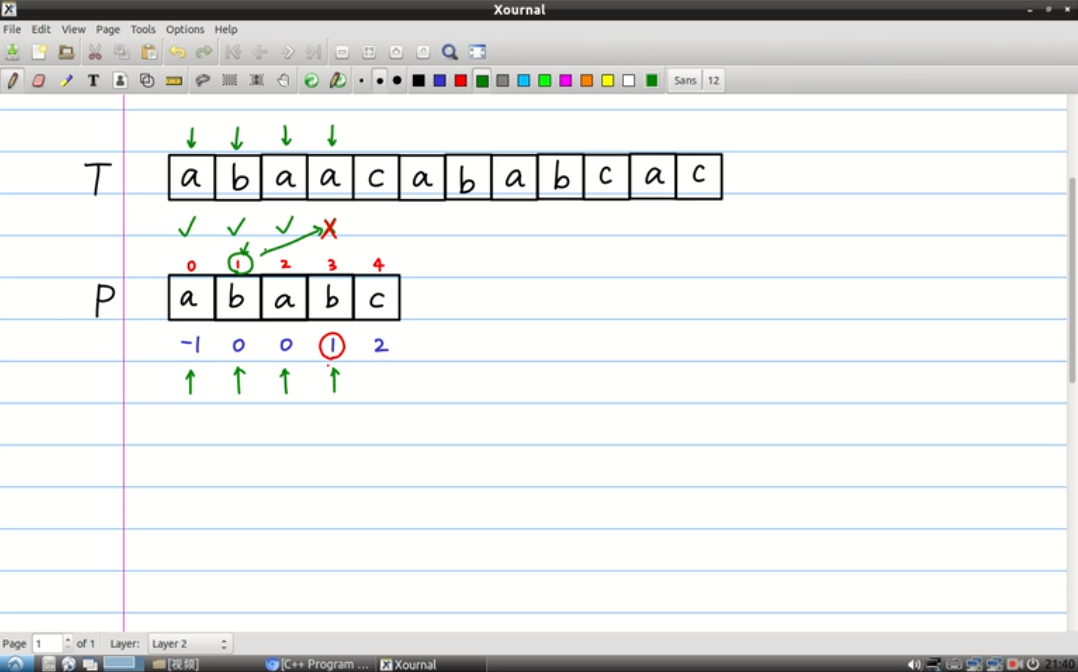 Xournal
File Edit View Page Tools Options Help
T Sans 12
T a b a a c a b a b c a c
0 1 2 3 4
P a b a b c
-1 0 0 1 2
Page 1 of 1 Layer: Layer 2
[视频] [C++ Program ... Xournal 21:40